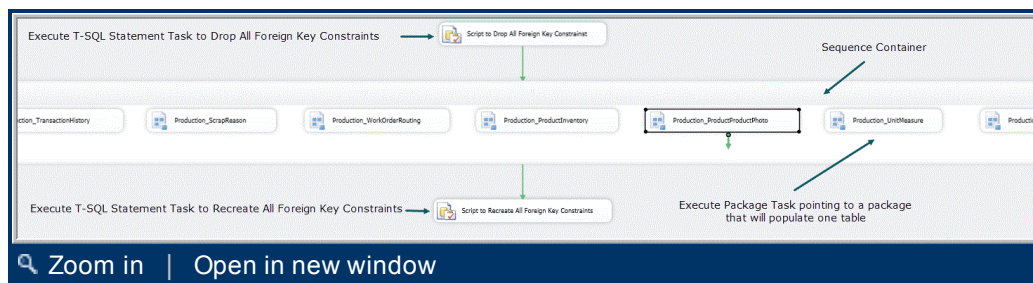 Execute T-SQL Statement Task to Drop All Foreign Key Constraints
Script to Drop All Foreign Key Constrainst
Sequence Container
ction_TransactionHistory
Production_ScrapReason
Production_WorkOrderRouting
Production_ProductInventory
Production_ProductProductPhoto
Production_UnitMeasure
Producti
Execute T-SQL Statement Task to Recreate All Foreign Key Constraints
Script to Recreate All Foreign Key Constraints
Execute Package Task pointing to a package
that will populate one table
Zoom in | Open in new window